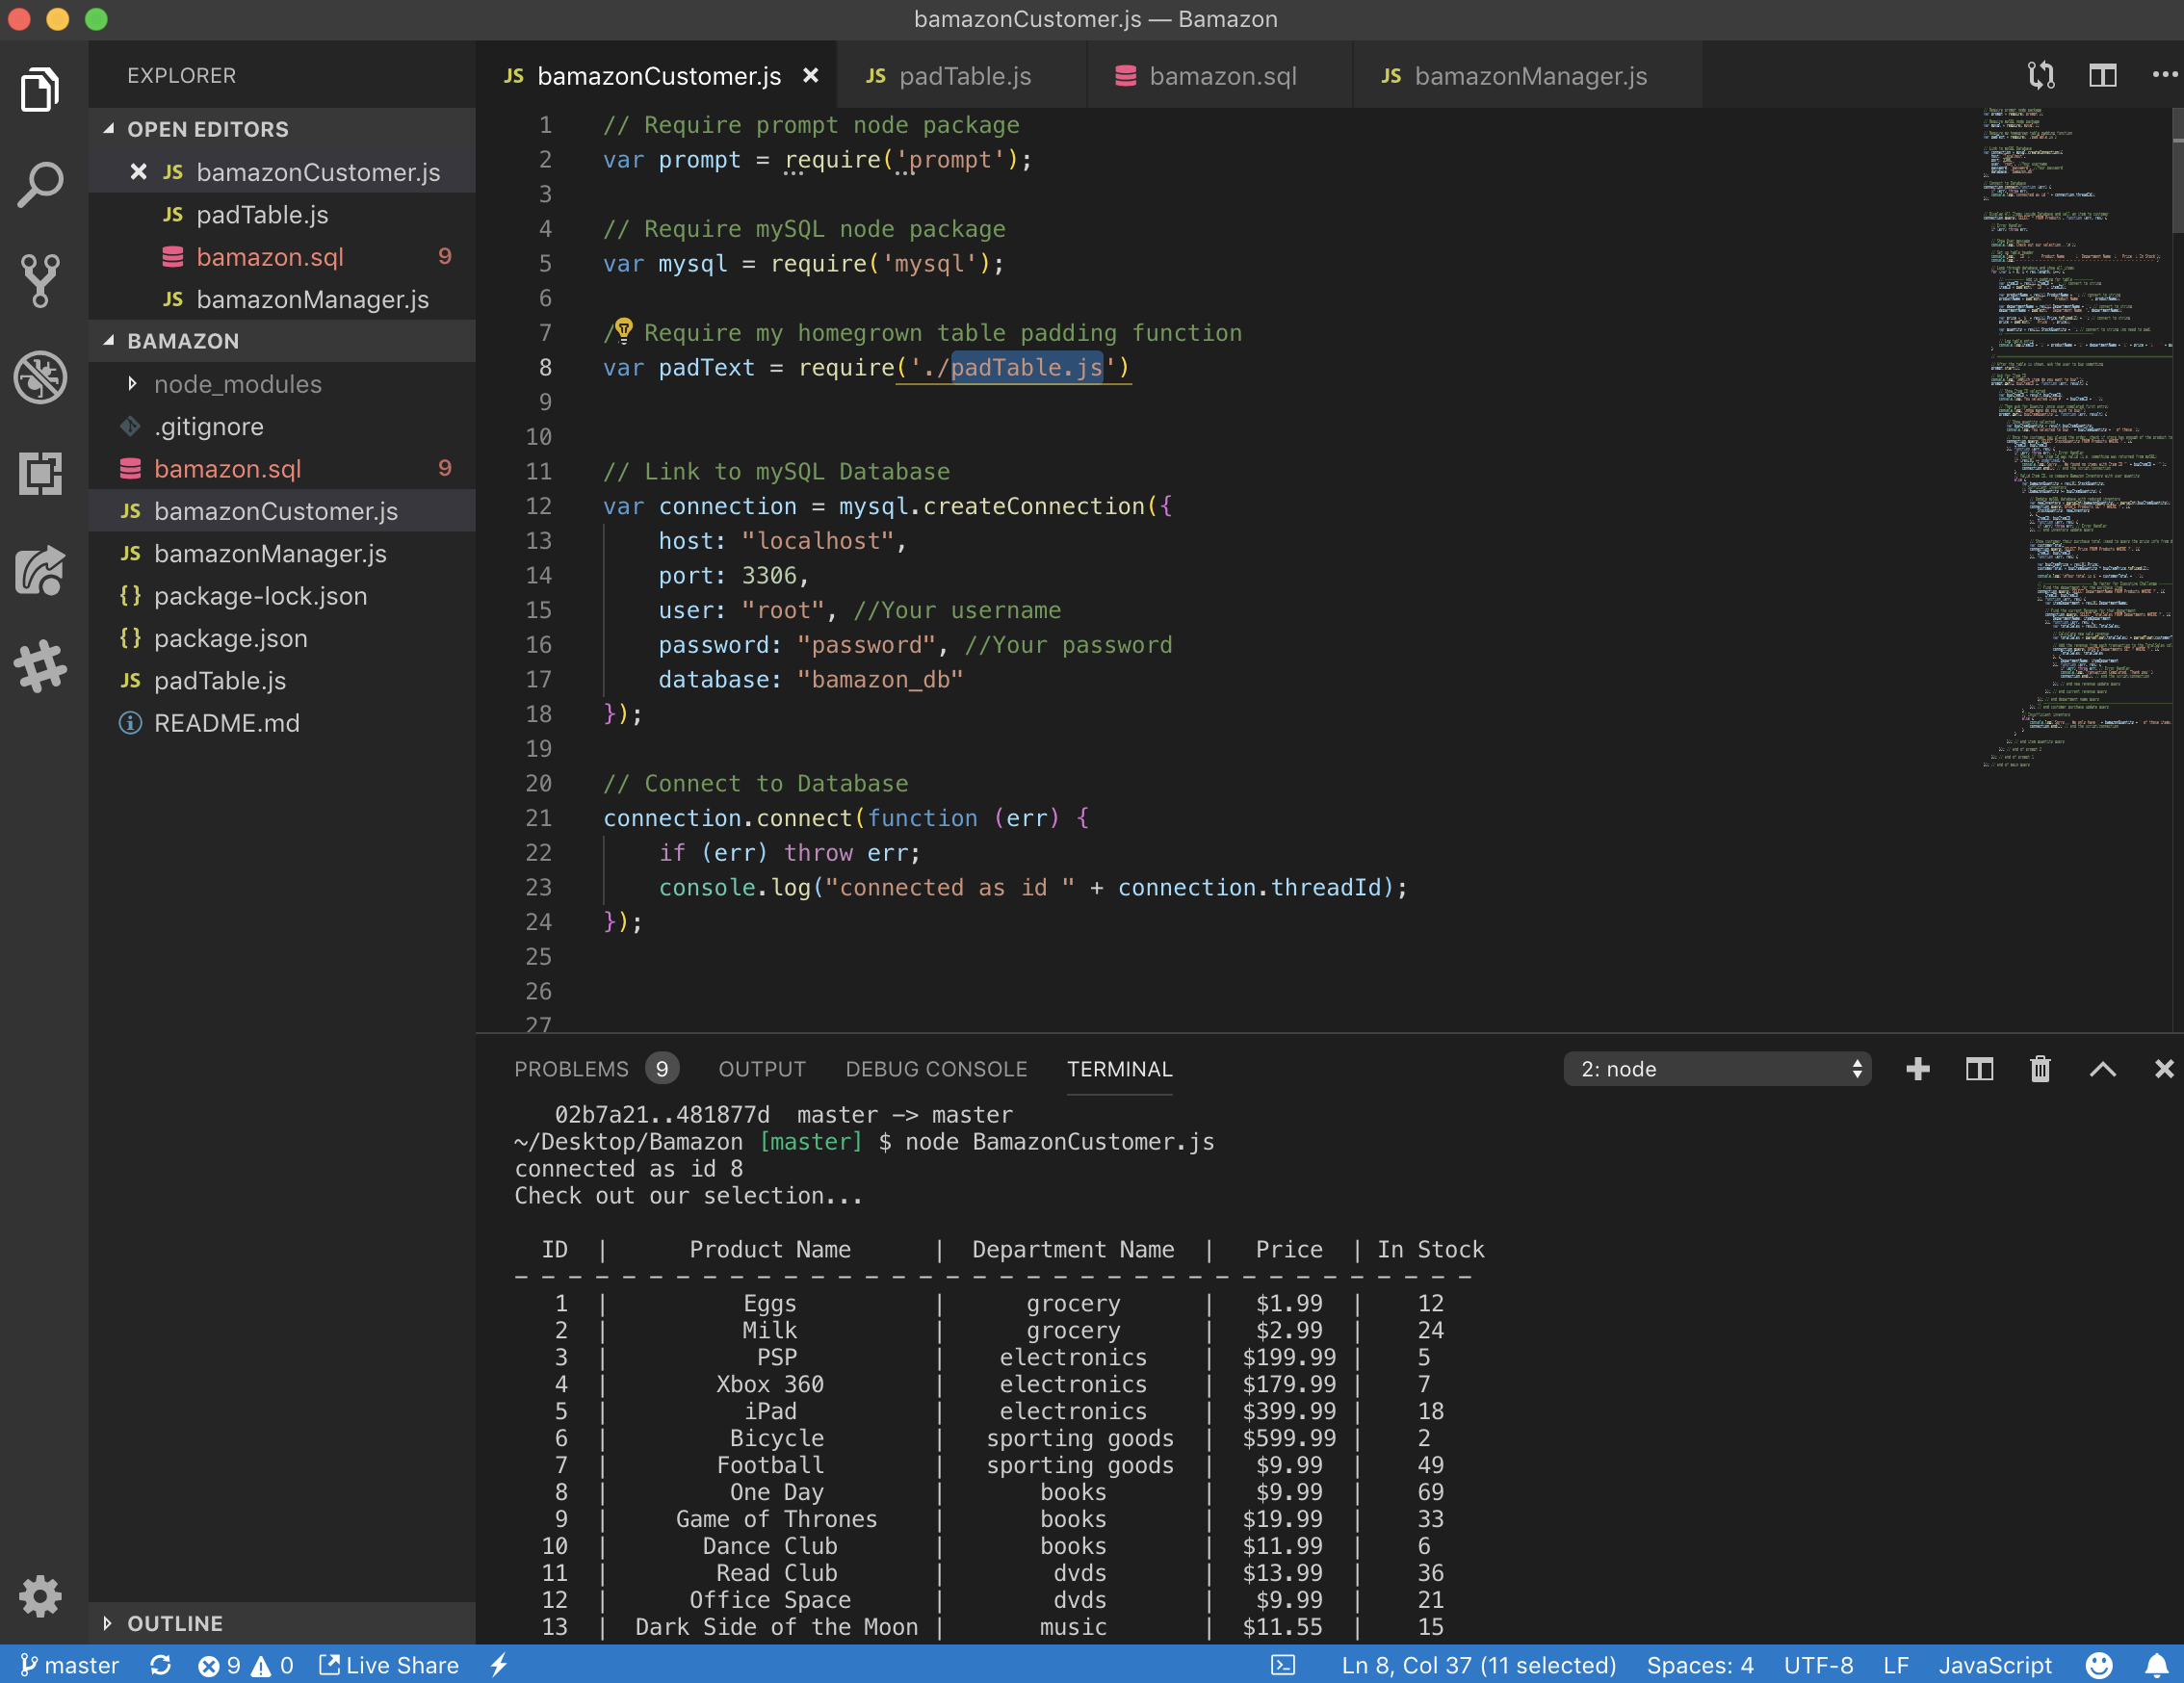 bamazonCustomer.js — Bamazon
EXPLORER
OPEN EDITORS
JS bamazonCustomer.js
JS padTable.js
bamazon.sql 9
JS bamazonManager.js
BAMAZON
node_modules
.gitignore
bamazon.sql 9
JS bamazonCustomer.js
JS bamazonManager.js
{} package-lock.json
{} package.json
JS padTable.js
README.md
OUTLINE
JS bamazonCustomer.js JS padTable.js bamazon.sql JS bamazonManager.js
1 // Require prompt node package
2 var prompt = require('prompt');
3
4 // Require mySQL node package
5 var mysql = require('mysql');
6
7 / Require my homegrown table padding function
8 var padText = require('./padTable.js')
9
10
11 // Link to mySQL Database
12 var connection = mysql.createConnection({
13 host: "localhost",
14 port: 3306,
15 user: "root", //Your username
16 password: "password", //Your password
17 database: "bamazon_db"
18 });
19
20 // Connect to Database
21 connection.connect(function (err) {
22 if (err) throw err;
23 console.log("connected as id " + connection.threadId);
24 });
25
26
27
PROBLEMS 9 OUTPUT DEBUG CONSOLE TERMINAL 2: node
02b7a21..481877d master -> master
~/Desktop/Bamazon [master] $ node BamazonCustomer.js
connected as id 8
Check out our selection...
ID | Product Name | Department Name | Price | In Stock
- - - - - - - - - - - - - - - - - - - - - - - - - - - - - - - - - - - -
1 | Eggs | grocery | $1.99 | 12
2 | Milk | grocery | $2.99 | 24
3 | PSP | electronics | $199.99 | 5
4 | Xbox 360 | electronics | $179.99 | 7
5 | iPad | electronics | $399.99 | 18
6 | Bicycle | sporting goods | $599.99 | 2
7 | Football | sporting goods | $9.99 | 49
8 | One Day | books | $9.99 | 69
9 | Game of Thrones | books | $19.99 | 33
10 | Dance Club | books | $11.99 | 6
11 | Read Club | dvds | $13.99 | 36
12 | Office Space | dvds | $9.99 | 21
13 | Dark Side of the Moon | music | $11.55 | 15
master 9 0 Live Share Ln 8, Col 37 (11 selected) Spaces: 4 UTF-8 LF JavaScript